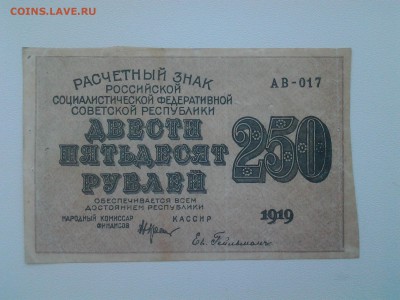 COINS.LAVE.RU
РАСЧЕТНЫЙ ЗНАК
РОССИЙСКОЙ
СОЦИАЛИСТИЧЕСКОЙ ФЕДЕРАТИВНОЙ
СОВЕТСКОЙ РЕСПУБЛИКИ
АВ-017
ДВЕСТИ
ПЯТЬДЕСЯТ
РУБЛЕЙ
250
ОБЕСПЕЧИВАЕТСЯ ВСЕМ
ДОСТОЯНИЕМ РЕСПУБЛИКИ
НАРОДНЫЙ КОМИССАР
ФИНАНСОВ
КАССИР
1919